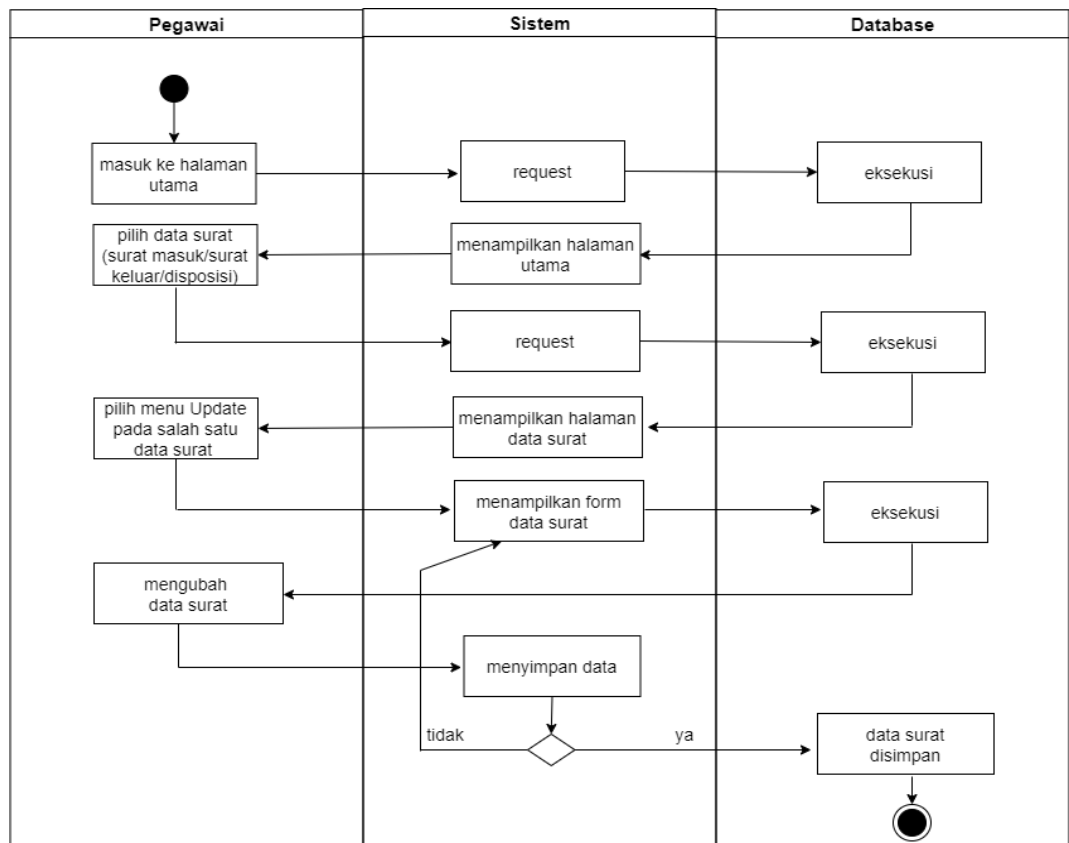 Pegawai
Sistem
Database
masuk ke halaman
utama
request
eksekusi
pilih data surat
(surat masuk/surat
keluar/disposisi)
menampilkan halaman
utama
request
eksekusi
pilih menu Update
pada salah satu
data surat
menampilkan halaman
data surat
menampilkan form
data surat
eksekusi
mengubah
data surat
menyimpan data
tidak
ya
data surat
disimpan